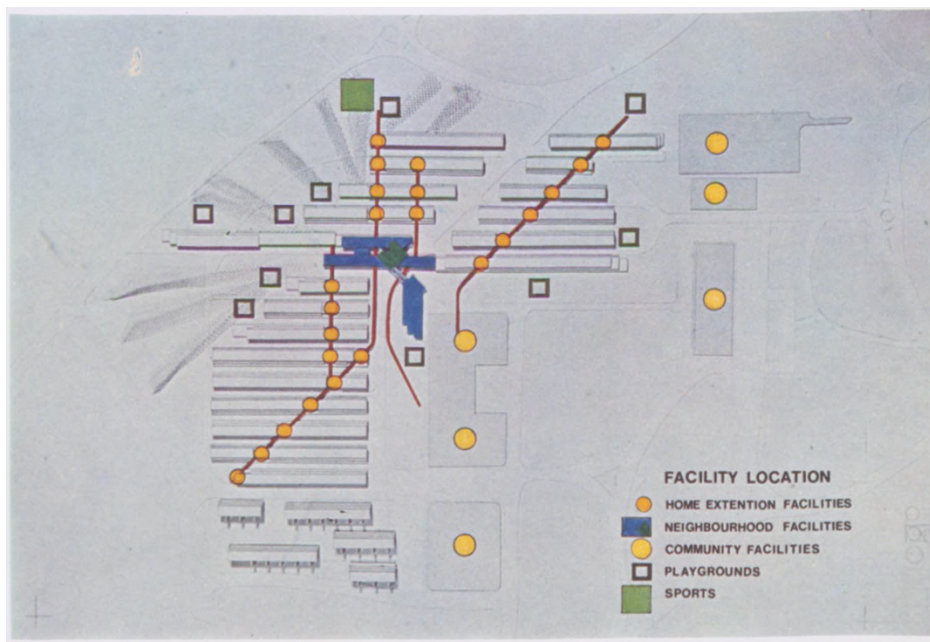 FACILITY LOCATION
HOME EXTENTION FACILITIES
NEIGHBOURHOOD FACILITIES
COMMUNITY FACILITIES
PLAYGROUNDS
SPORTS